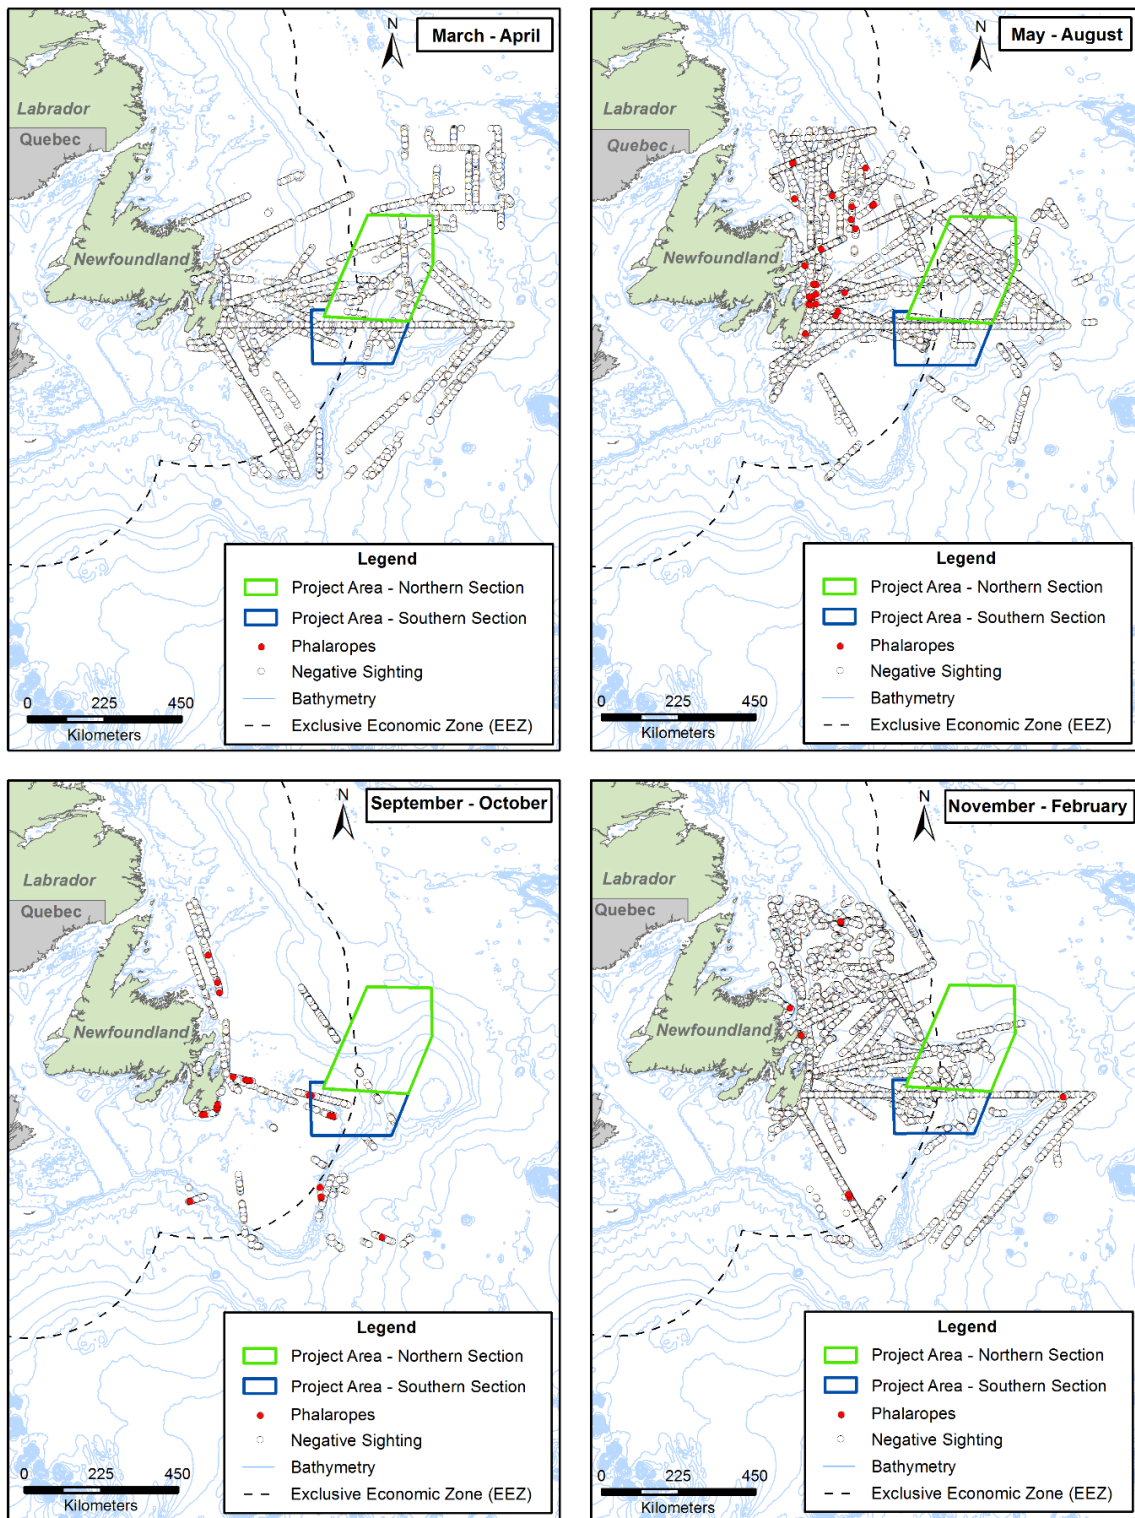 March - April
N
Labrador
Quebec
Newfoundland
Legend
Project Area - Northern Section
Project Area - Southern Section
Phalaropes
Negative Sighting
Bathymetry
Exclusive Economic Zone (EEZ)
0 225 450
Kilometers
May - August
N
Labrador
Quebec
Newfoundland
Legend
Project Area - Northern Section
Project Area - Southern Section
Phalaropes
Negative Sighting
Bathymetry
Exclusive Economic Zone (EEZ)
0 225 450
Kilometers
September - October
N
Labrador
Quebec
Newfoundland
Legend
Project Area - Northern Section
Project Area - Southern Section
Phalaropes
Negative Sighting
Bathymetry
Exclusive Economic Zone (EEZ)
0 225 450
Kilometers
November - February
N
Labrador
Quebec
Newfoundland
Legend
Project Area - Northern Section
Project Area - Southern Section
Phalaropes
Negative Sighting
Bathymetry
Exclusive Economic Zone (EEZ)
0 225 450
Kilometers